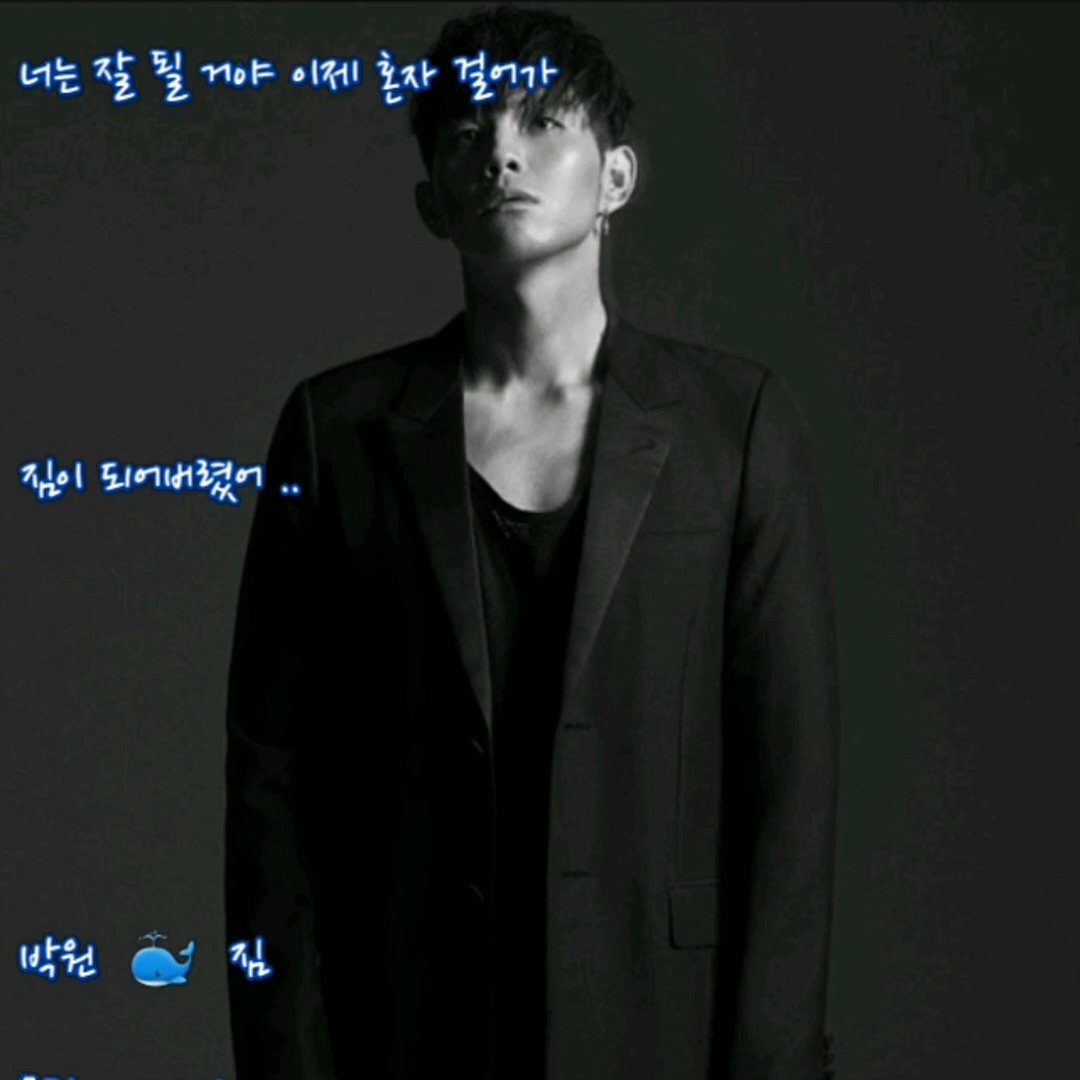 너는 잘 될 거야 이제 혼자 걸어가
짐이 되어버렸어 ..
박원 🐳 짐